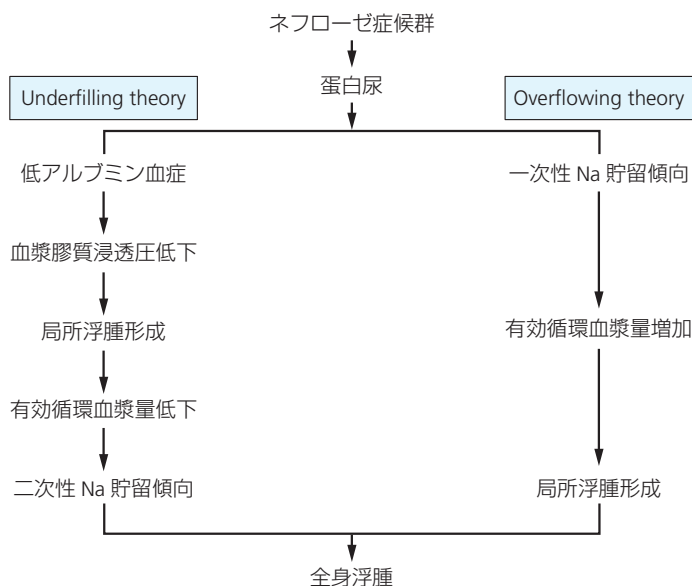 ネフローゼ症候群
蛋白尿
Underfilling theory
Overflowing theory
低アルブミン血症
一次性 Na 貯留傾向
血漿膠質浸透圧低下
局所浮腫形成
有効循環血漿量増加
有効循環血漿量低下
二次性 Na 貯留傾向
局所浮腫形成
全身浮腫